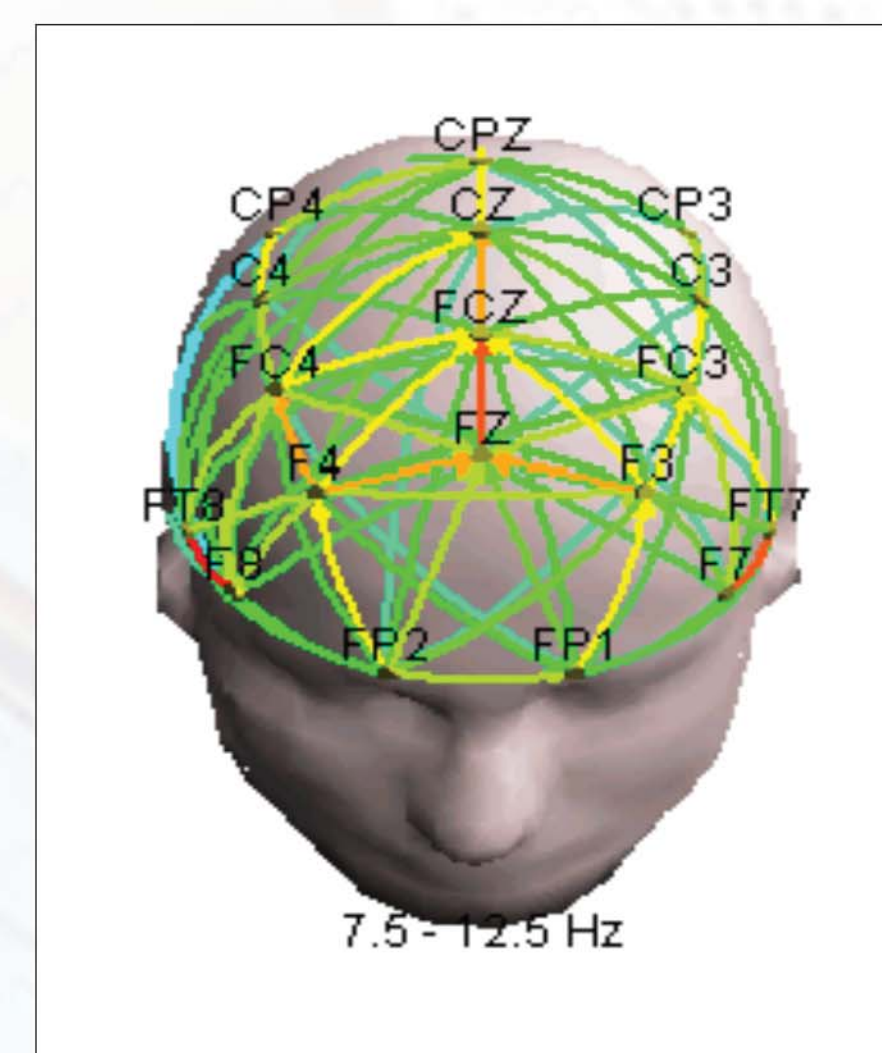 CPZ
CP4 CZ CP3
C4 C3
FCZ
FC4 FC3
FZ
F4 F3
FT8 FT7
F8 F7
FP2 FP1
7.5 - 12.5 Hz